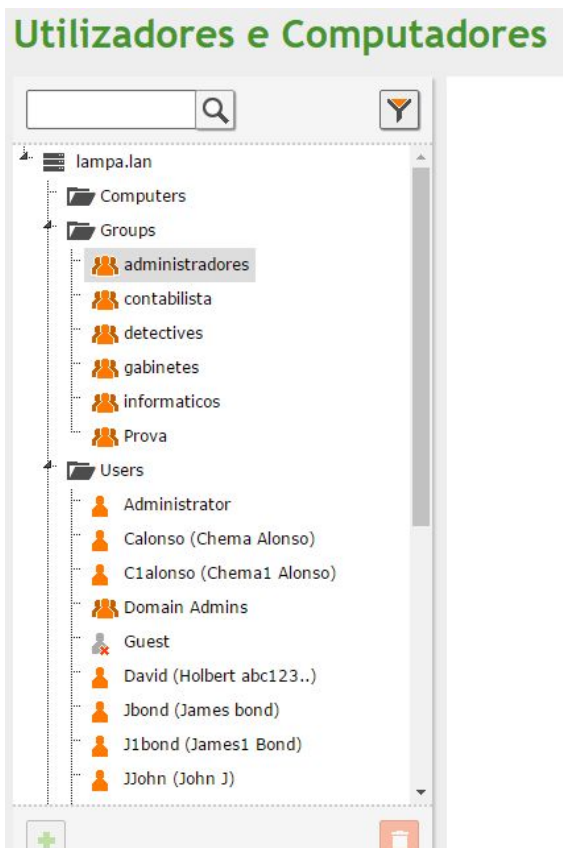 Utilizadores e Computadores
lampa.lan
Computers
Groups
administradores
contabilista
detectives
gabinetes
informaticos
Prova
Users
Administrator
Calonso (Chema Alonso)
C1alonso (Chema1 Alonso)
Domain Admins
Guest
David (Holbert abc123..)
Jbond (James bond)
J1bond (James1 Bond)
JJohn (John J)